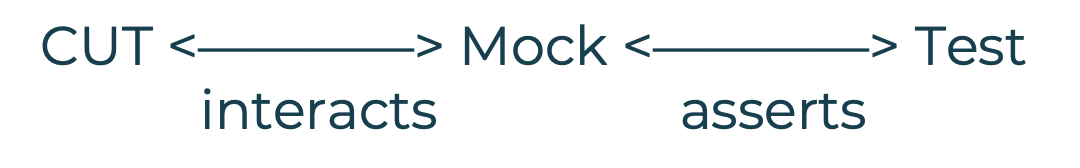 CUT <————> Mock <————> Test
interacts asserts